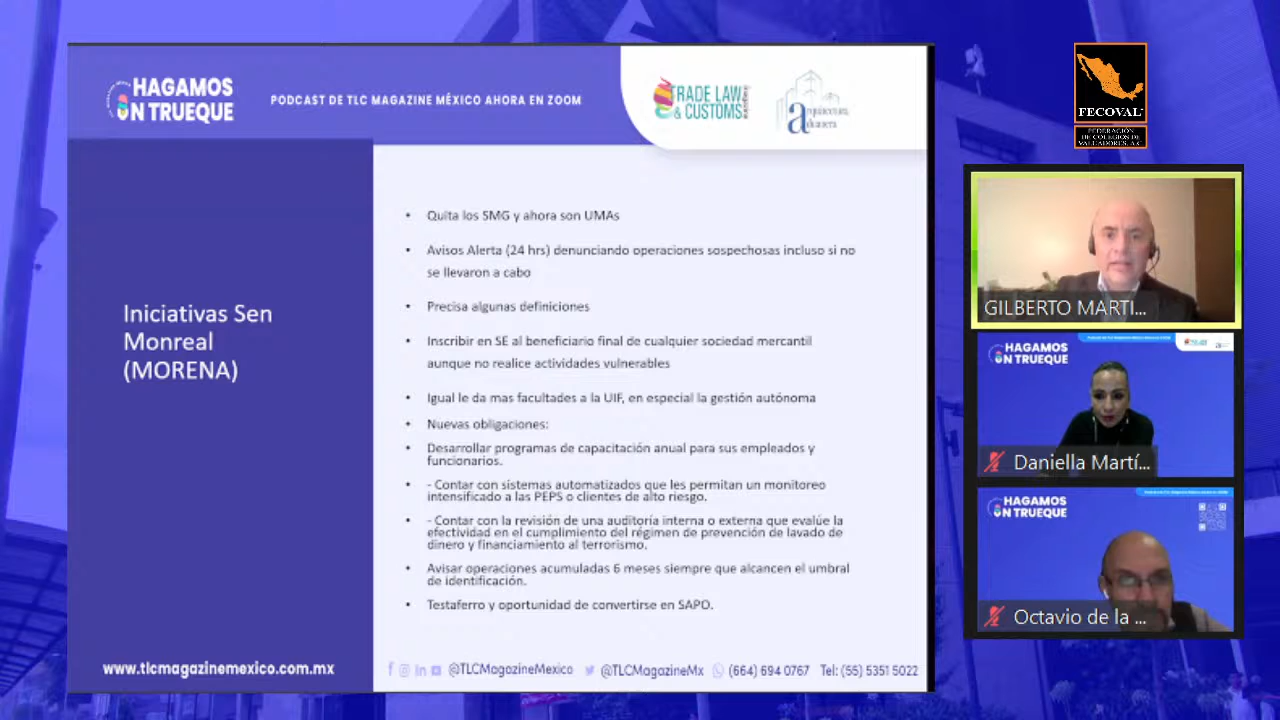 HAGAMOS
UN TRUEQUE
PODCAST DE TLC MAGAZINE MÉXICO AHORA EN ZOOM
TRADE LAW
& CUSTOMS
arquitectura
aduanera
FECOVAL
FEDERACIÓN
DE COLEGIOS DE
VALUADORES, A.C.
Iniciativas Sen
Monreal
(MORENA)
• Quita los SMG y ahora son UMAs
• Avisos Alerta (24 hrs) denunciando operaciones sospechosas incluso si no
se llevaron a cabo
• Precisa algunas definiciones
• Inscribir en SE al beneficiario final de cualquier sociedad mercantil
aunque no realice actividades vulnerables
• Igual le da mas facultades a la UIF, en especial la gestión autónoma
• Nuevas obligaciones:
• Desarrollar programas de capacitación anual para sus empleados y
funcionarios.
• - Contar con sistemas automatizados que les permitan un monitoreo
intensificado a las PEPS o clientes de alto riesgo.
• - Contar con la revisión de una auditoría interna o externa que evalúe la
efectividad en el cumplimiento del régimen de prevención de lavado de
dinero y financiamiento al terrorismo.
• Avisar operaciones acumuladas 6 meses siempre que alcancen el umbral
de identificación.
• Testaferro y oportunidad de convertirse en SAPO.
www.tlcmagazinemexico.com.mx
@TLCMagazineMexico
@TLCMagazineMx
(664) 694 0767
Tel: (55) 5351 5022
GILBERTO MARTI...
HAGAMOS
UN TRUEQUE
Daniella Martí...
HAGAMOS
UN TRUEQUE
Octavio de la ...